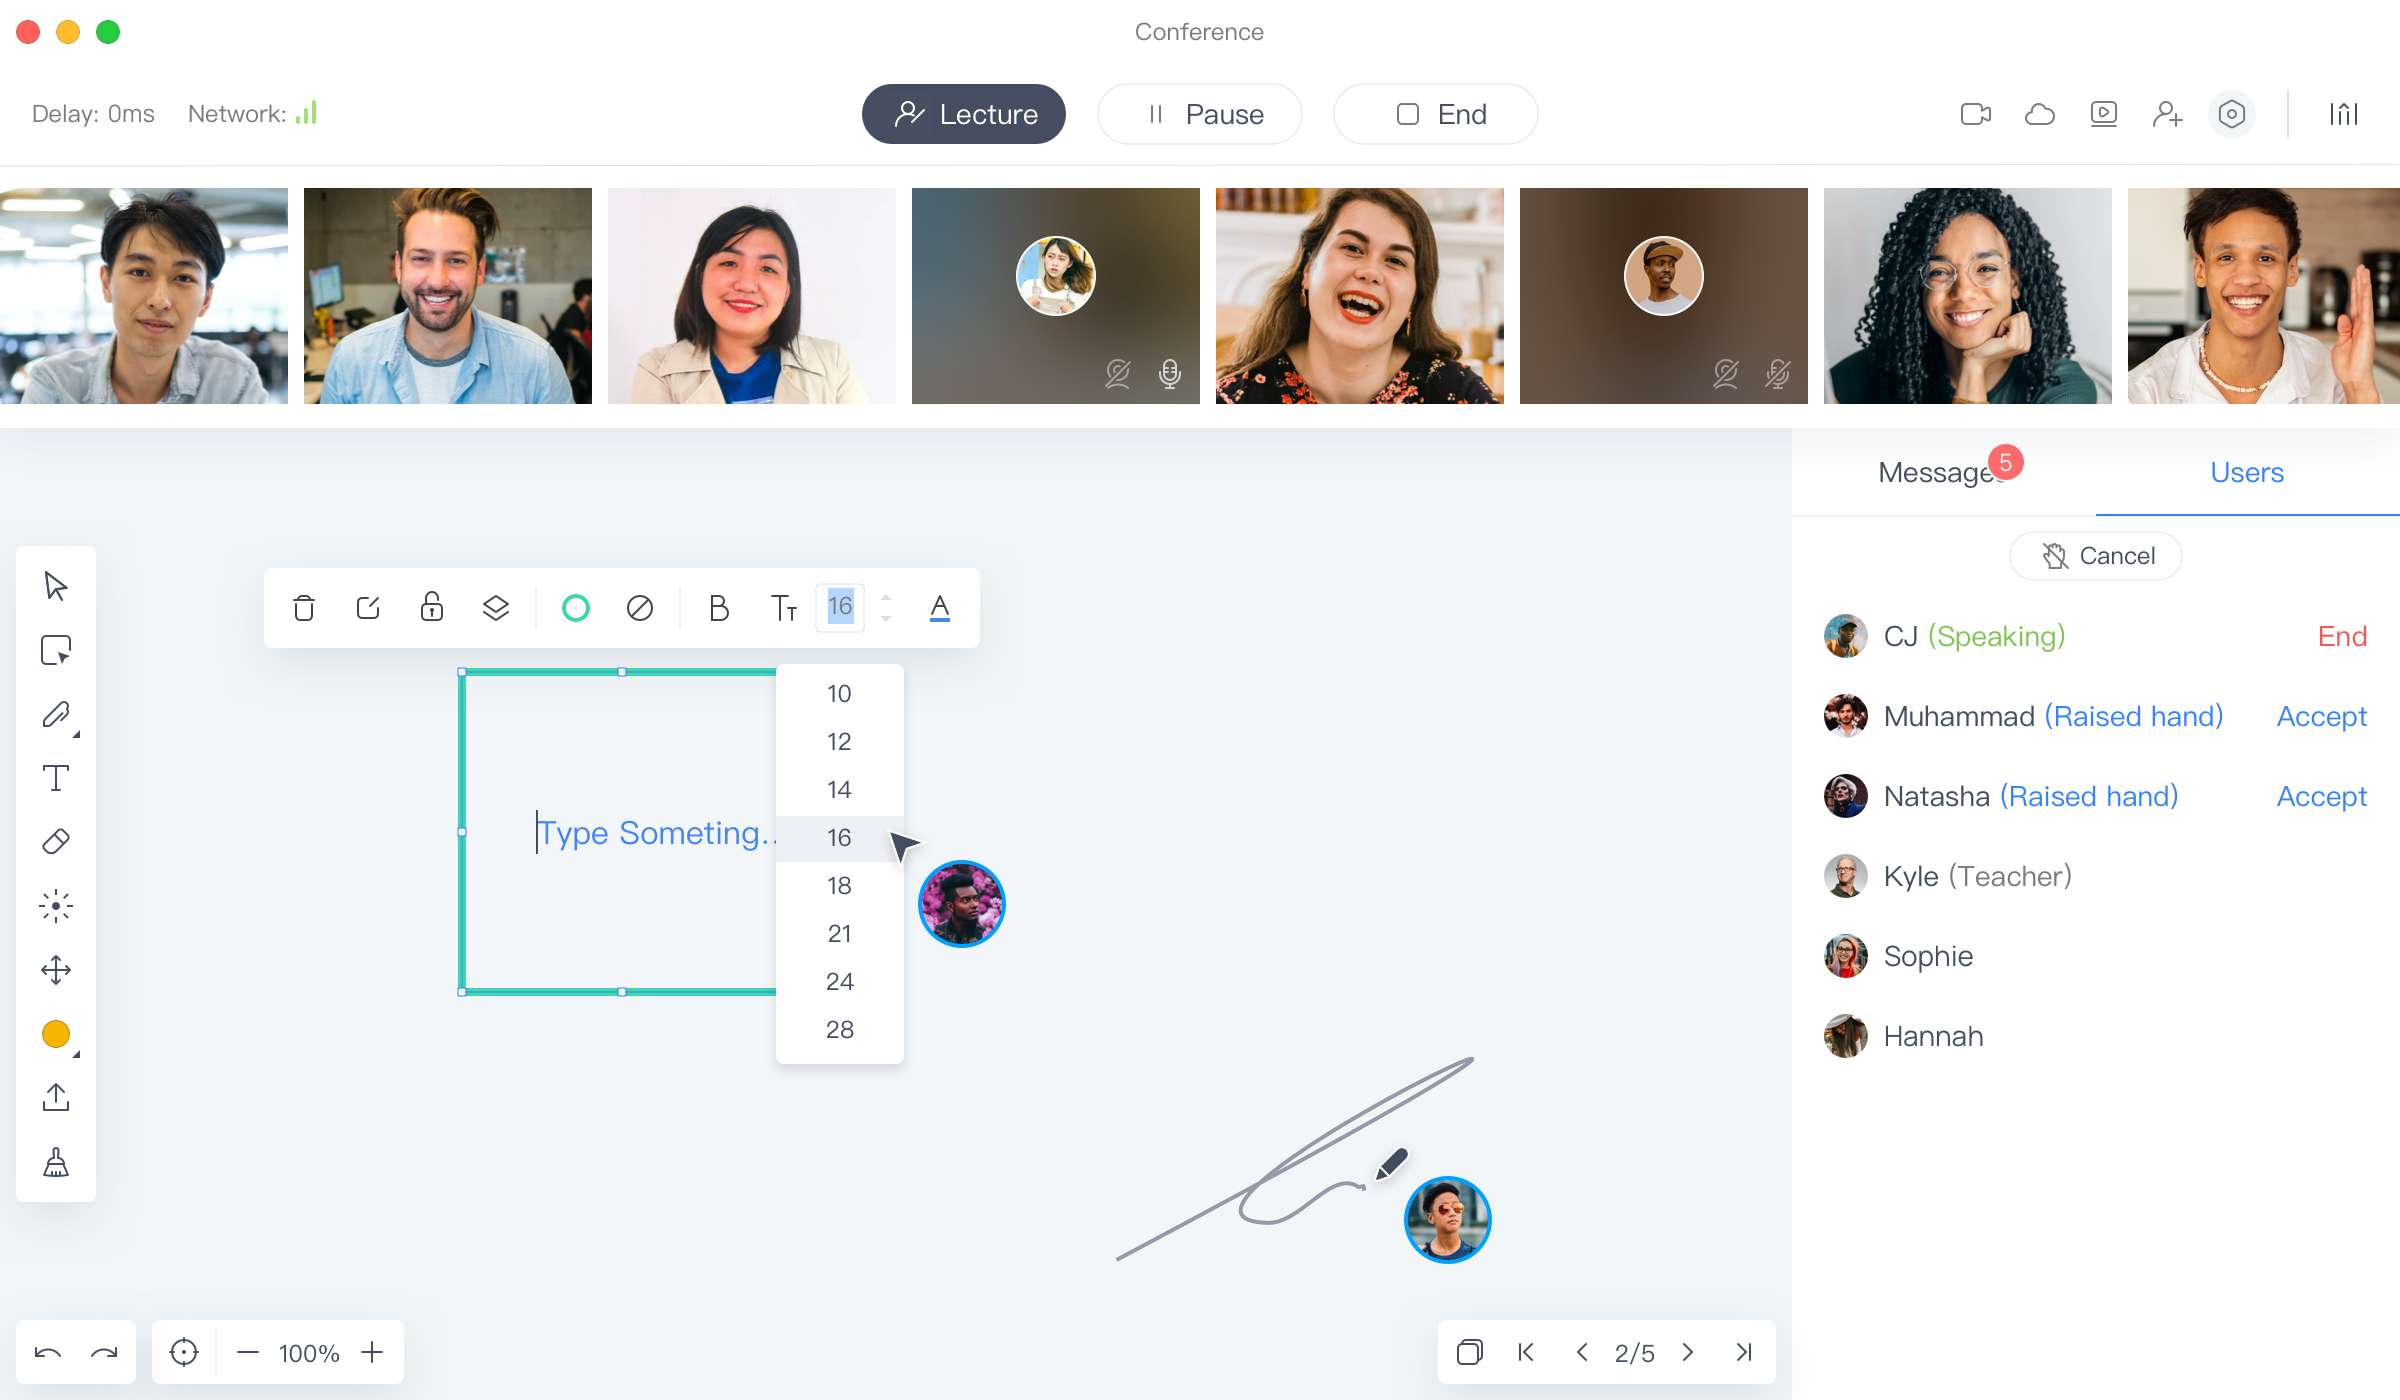 Conference
Delay: 0ms Network:
Lecture Pause End
Message 5 Users
Cancel
16
CJ (Speaking) End
Muhammad (Raised hand) Accept
Natasha (Raised hand) Accept
Kyle (Teacher)
Sophie
Hannah
10
12
14
Type Someting..
16
18
21
24
28
100%
2/5